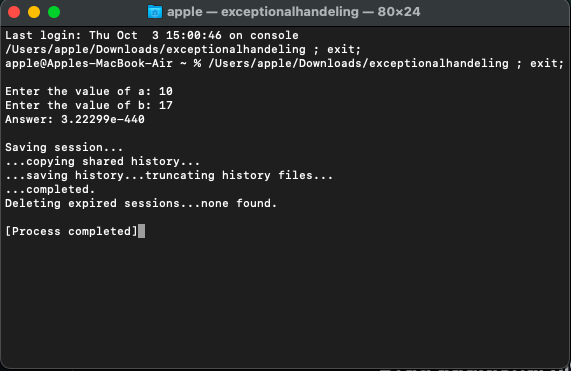 apple — exceptionalhandeling — 80×24
Last login: Thu Oct  3 15:00:46 on console
/Users/apple/Downloads/exceptionalhandeling ; exit;
apple@Apples-MacBook-Air ~ % /Users/apple/Downloads/exceptionalhandeling ; exit;
Enter the value of a: 10
Enter the value of b: 17
Answer: 3.22299e-440
Saving session...
...copying shared history...
...saving history...truncating history files...
...completed.
Deleting expired sessions...none found.
[Process completed]